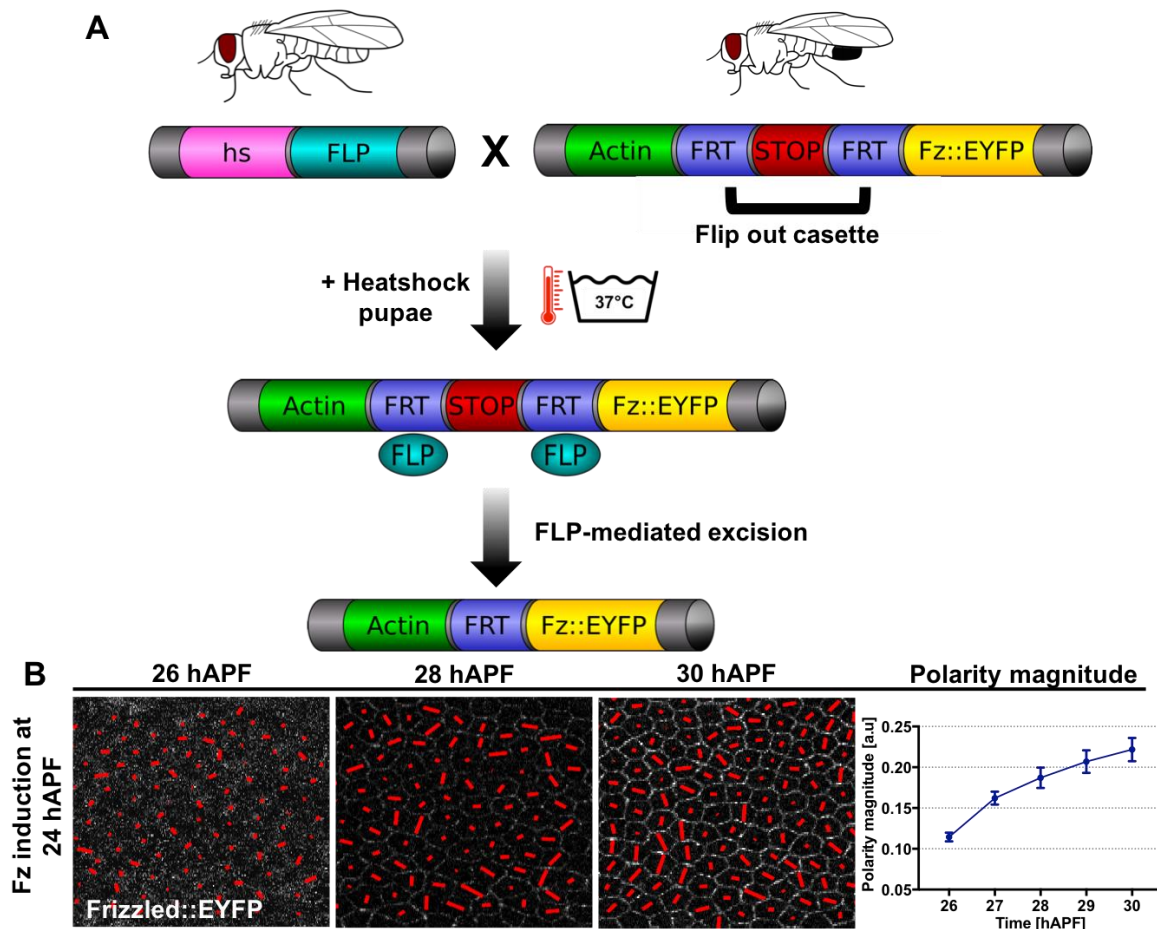 A
hs FLP X Actin FRT STOP FRT Fz::EYFP
Flip out casette
+ Heatshock
pupae
37°C
Actin FRT STOP FRT Fz::EYFP
FLP FLP
FLP-mediated excision
Actin FRT Fz::EYFP
B 26 hAPF 28 hAPF 30 hAPF Polarity magnitude
Fz induction at
24 hAPF
Frizzled::EYFP
Polarity magnitude [a.u]
0.25
0.20
0.15
0.10
0.05
26 27 28 29 30
Time [hAPF]